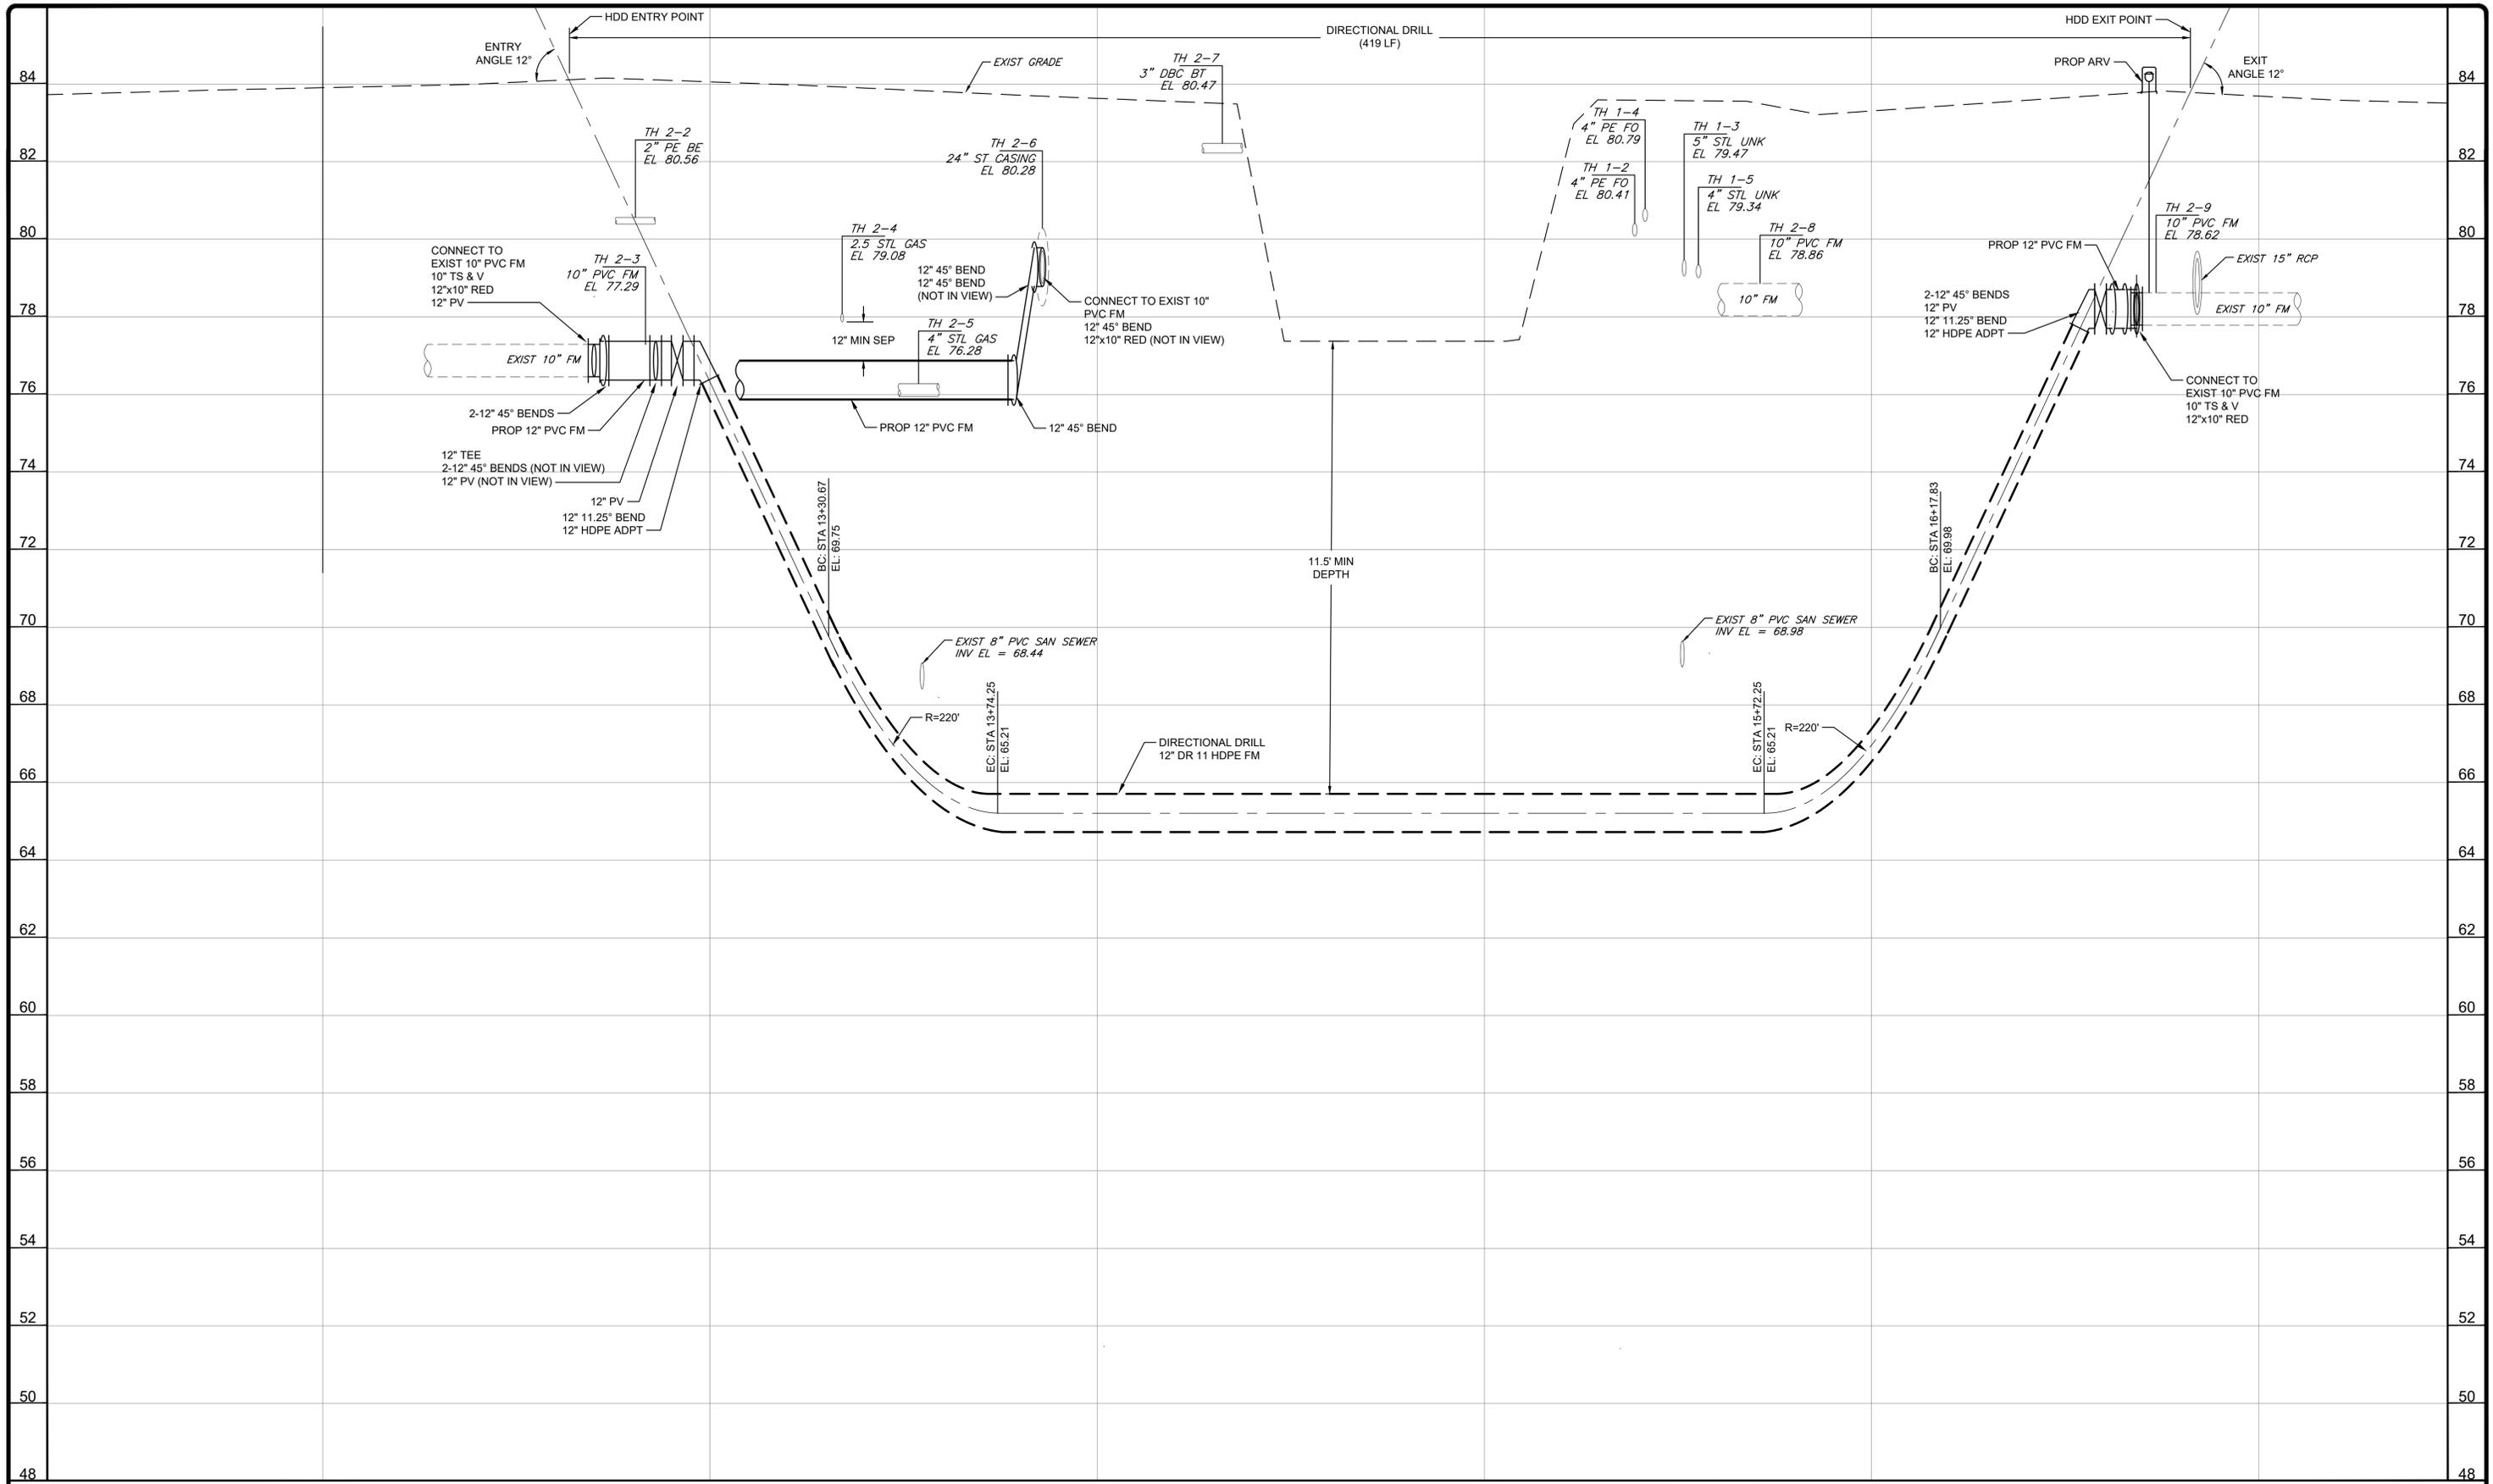 HDD ENTRY POINT
DIRECTIONAL DRILL
(419 LF)
HDD EXIT POINT
ENTRY
ANGLE 12°
EXIST GRADE
TH 2-7
3" DBC BT
EL 80.47
PROP ARV
EXIT
ANGLE 12°
84
84
TH 2-2
2" PE BE
EL 80.56
TH 2-6
24" ST CASING
EL 80.28
TH 1-4
4" PE FO
EL 80.79
TH 1-3
5" STL UNK
EL 79.47
82
82
TH 1-2
4" PE FO
EL 80.41
TH 1-5
4" STL UNK
EL 79.34
80
80
CONNECT TO
EXIST 10" PVC FM
10" TS & V
12"x10" RED
12" PV
TH 2-3
10" PVC FM
EL 77.29
TH 2-4
2.5 STL GAS
EL 79.08
12" 45° BEND
12" 45° BEND
(NOT IN VIEW)
CONNECT TO EXIST 10"
PVC FM
12" 45° BEND
12"x10" RED (NOT IN VIEW)
TH 2-8
10" PVC FM
EL 78.86
10" FM
PROP 12" PVC FM
TH 2-9
10" PVC FM
EL 78.62
EXIST 15" RCP
2-12" 45° BENDS
12" PV
12" 11.25° BEND
12" HDPE ADPT
EXIST 10" FM
78
78
12" MIN SEP
TH 2-5
4" STL GAS
EL 76.28
EXIST 10" FM
76
76
CONNECT TO
EXIST 10" PVC FM
10" TS & V
12"x10" RED
2-12" 45° BENDS
PROP 12" PVC FM
PROP 12" PVC FM
12" 45° BEND
12" TEE
2-12" 45° BENDS (NOT IN VIEW)
12" PV (NOT IN VIEW)
74
74
12" PV
12" 11.25° BEND
12" HDPE ADPT
BC: STA 13+30.67
EL: 69.75
BC: STA 16+17.83
EL: 69.98
72
72
11.5' MIN
DEPTH
70
70
EXIST 8" PVC SAN SEWER
INV EL = 68.44
EXIST 8" PVC SAN SEWER
INV EL = 68.98
68
68
R=220'
EC: STA 13+74.25
EL: 65.21
DIRECTIONAL DRILL
12" DR 11 HDPE FM
EC: STA 15+72.25
EL: 65.21
R=220'
66
66
64
64
62
62
60
60
58
58
56
56
54
54
52
52
50
50
48
48